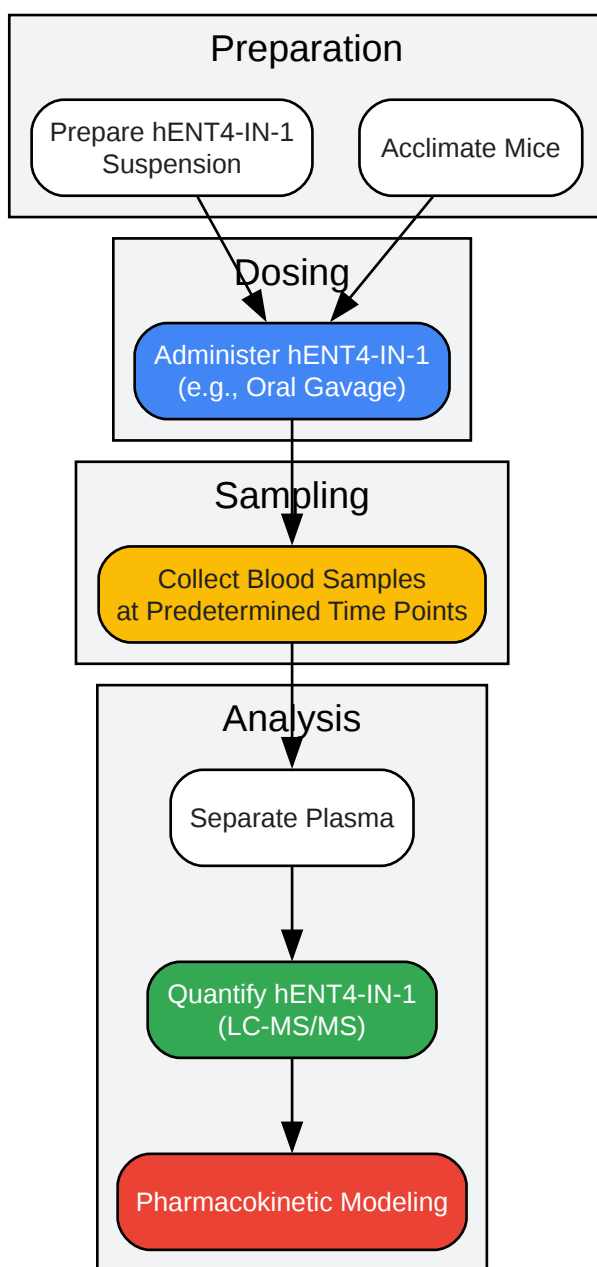 Preparation
Prepare hENT4-IN-1
Suspension
Acclimate Mice
Dosing
Administer hENT4-IN-1
(e.g., Oral Gavage)
Sampling
Collect Blood Samples
at Predetermined Time Points
Analysis
Separate Plasma
Quantify hENT4-IN-1
(LC-MS/MS)
Pharmacokinetic Modeling